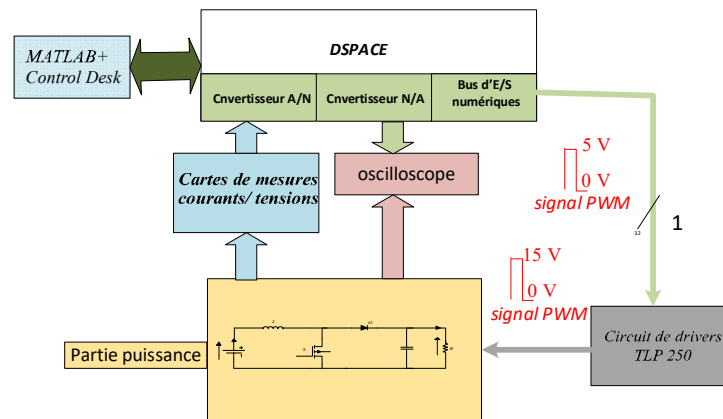 MATLAB+
Control Desk
DSPACE
Cnvertisseur A/N
Cnvertisseur N/A
Bus d'E/S
numériques
Cartes de mesures
courants/ tensions
oscilloscope
5 V
0 V
signal PWM
32
1
15 V
0 V
signal PWM
Circuit de drivers
TLP 250
Partie puissance
L
S